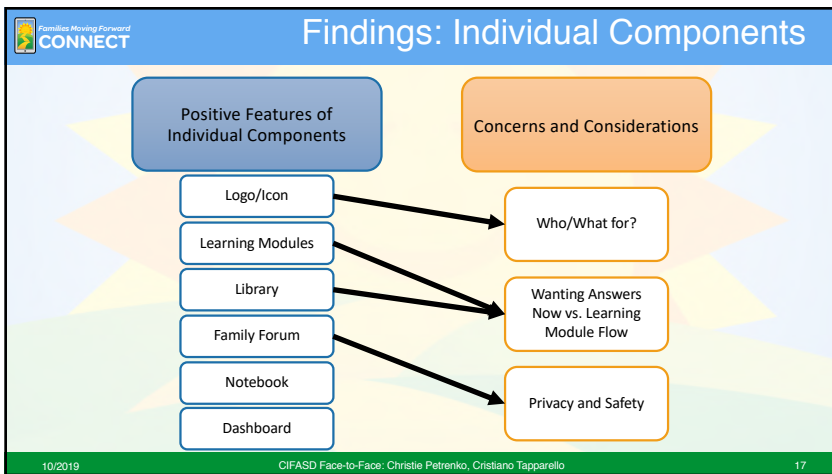 Families Moving Forward
CONNECT
Findings: Individual Components
Positive Features of
Individual Components
Concerns and Considerations
Logo/Icon
Learning Modules
Library
Family Forum
Notebook
Dashboard
Who/What for?
Wanting Answers
Now vs. Learning
Module Flow
Privacy and Safety
10/2019
CIFASD Face-to-Face: Christie Petrenko, Cristiano Tapparello
17